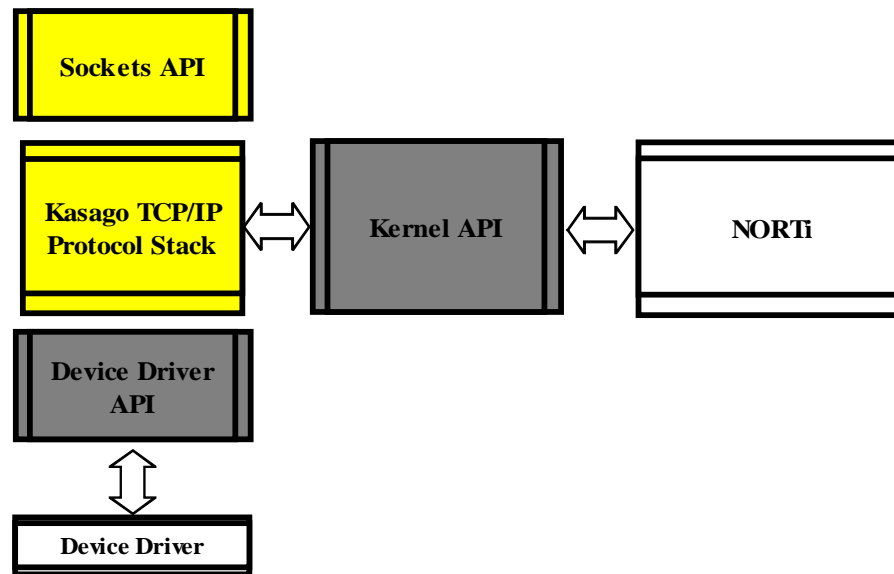 Sockets API
Kasago TCP/IP
Protocol Stack
Kernel API
NORTi
Device Driver
API
Device Driver